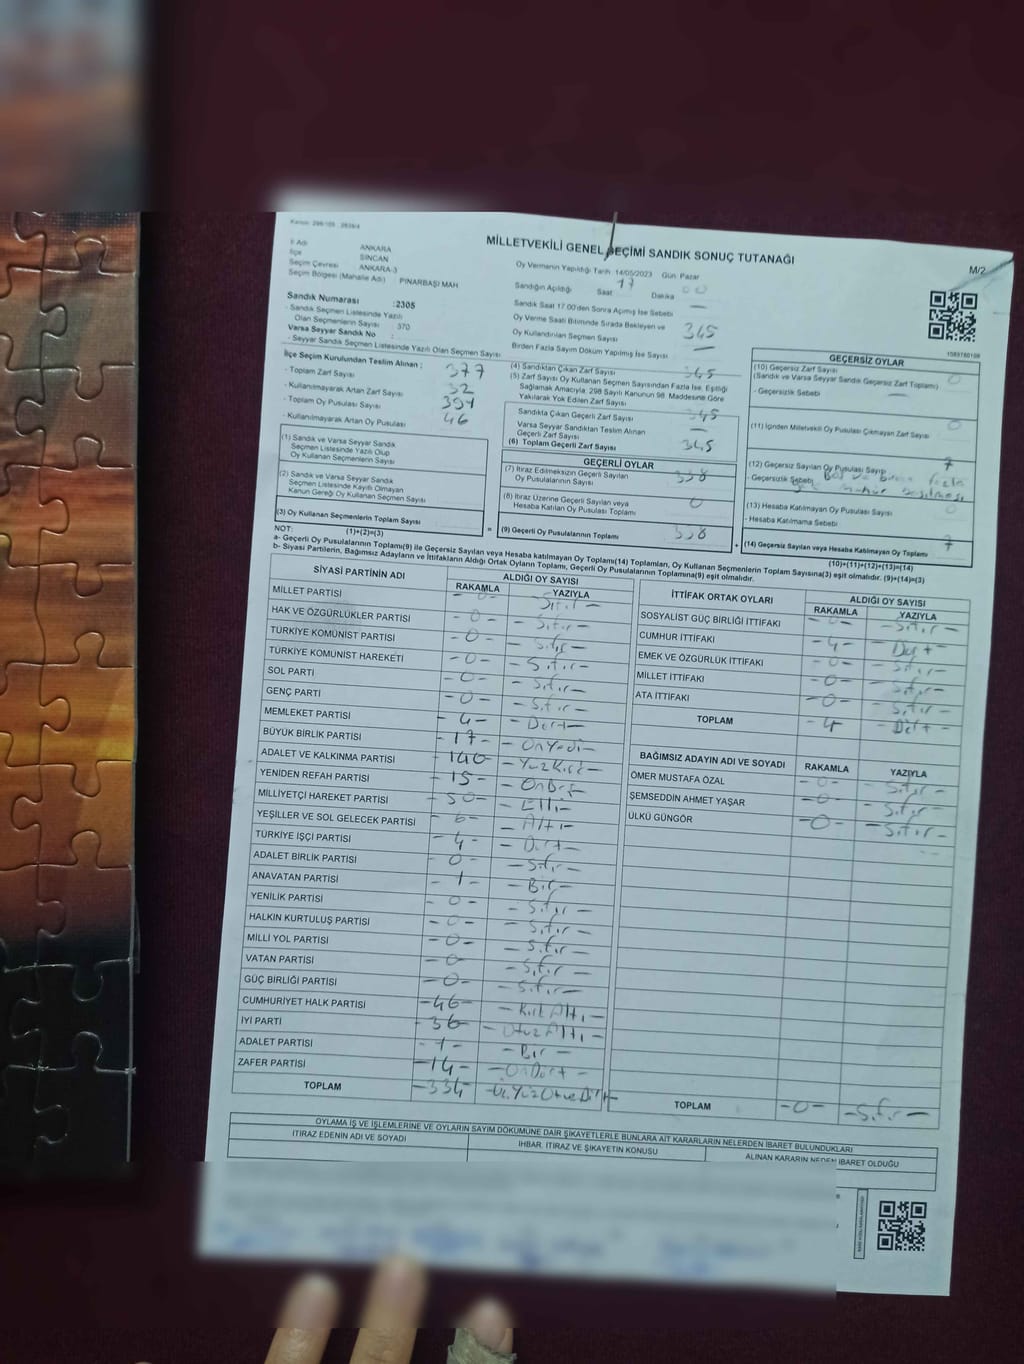 MİLLETVEKİLİ GENEL SEÇİMİ SANDIK SONUÇ TUTANAĞI
M/2
İl Adı ANKARA
İlçe SİNCAN
Seçim Çevresi ANKARA-3
Seçim Bölgesi (Mahalle Adı) PINARBAŞI MAH
Oy Vermenin Yapıldığı Tarih 14/05/2023 Gün Pazar
Sandığın Açıldığı Saat 17 Dakika 00
Sandık Saat 17.00'den Sonra Açılmış İse Sebebi —
Oy Verme Saati Bitiminde Sırada Bekleyen ve
Oy Kullandırılan Seçmen Sayısı 345
Birden Fazla Sayım Döküm Yapılmış İse Sayısı —
Sandık Numarası :2305
- Sandık Seçmen Listesinde Yazılı
Olan Seçmenlerin Sayısı : 370
Varsa Seyyar Sandık No :
- Seyyar Sandık Seçmen Listesinde Yazılı Olan Seçmen Sayısı
İlçe Seçim Kurulundan Teslim Alınan ;
- Toplam Zarf Sayısı 377
- Kullanılmayarak Artan Zarf Sayısı 32
- Toplam Oy Pusulası Sayısı
- Kullanılmayarak Artan Oy Pusulası 46
(1) Sandık ve Varsa Seyyar Sandık
Seçmen Listesinde Yazılı Olup
Oy Kullanan Seçmenlerin Sayısı
(2) Sandık ve Varsa Seyyar Sandık
Seçmen Listesinde Kayıtlı Olmayan
Kanun Gereği Oy Kullanan Seçmen Sayısı
(3) Oy Kullanan Seçmenlerin Toplam Sayısı
(1)+(2)=(3)
(4) Sandıktan Çıkan Zarf Sayısı 345
(5) Zarf Sayısı Oy Kullanan Seçmen Sayısından Fazla İse, Eşitliği
Sağlamak Amacıyla; 298 Sayılı Kanunun 98. Maddesine Göre
Yakılarak Yok Edilen Zarf Sayısı —
Sandıkta Çıkan Geçerli Zarf Sayısı 345
Varsa Seyyar Sandıktan Teslim Alınan
Geçerli Zarf Sayısı —
(6) Toplam Geçerli Zarf Sayısı 345
GEÇERLİ OYLAR
(7) İtiraz Edilmeksizin Geçerli Sayılan
Oy Pusulasının Sayısı 338
(8) İtiraz Üzerine Geçerli Sayılan veya
Hesaba Katılan Oy Pusulası Toplamı 0
(9) Geçerli Oy Pusulalarının Toplamı 338
1083760108
GEÇERSİZ OYLAR
(10) Geçersiz Zarf Sayısı 0
(Sandık ve Varsa Seyyar Sandık Geçersiz Zarf Toplamı)
- Geçersizlik Sebebi
(11) İçinden Milletvekili Oy Pusulası Çıkmayan Zarf Sayısı 0
(12) Geçersiz Sayılan Oy Pusulası Sayısı 7
- Geçersizlik Sebebi fazla mühür
(13) Hesaba Katılmayan Oy Pusulası Sayısı 0
- Hesaba Katılmama Sebebi
(14) Geçersiz Sayılan veya Hesaba Katılmayan Oy Toplamı 7
(10)+(11)+(12)+(13)=(14)
NOT:
a- Geçerli Oy Pusulalarının Toplamı(9) ile Geçersiz Sayılan veya Hesaba katılmayan Oy Toplamı(14) Toplamları, Oy Kullanan Seçmenlerin Toplam Sayısına(3) eşit olmalıdır. (9)+(14)=(3)
b- Siyasi Partilerin, Bağımsız Adayların ve İttifakların Aldığı Ortak Oyların Toplamı, Geçerli Oy Pusulalarının Toplamına(9) eşit olmalıdır.
SİYASİ PARTİNİN ADI ALDIĞI OY SAYISI
RAKAMLA YAZIYLA
MİLLET PARTİSİ -0- Sıfır-
HAK VE ÖZGÜRLÜKLER PARTİSİ -0- -Sıfır-
TÜRKİYE KOMÜNİST PARTİSİ -0- -Sıfır-
TÜRKİYE KOMÜNİST HAREKETİ -0- -Sıfır-
SOL PARTİ -0- -Sıfır-
GENÇ PARTİ -0- -Sıfır-
MEMLEKET PARTİSİ -4- -Dört-
BÜYÜK BİRLİK PARTİSİ -17- -OnYedi-
ADALET VE KALKINMA PARTİSİ -140- -YüzKırk-
YENİDEN REFAH PARTİSİ -15- -OnBeş-
MİLLİYETÇİ HAREKET PARTİSİ -50- -Elli-
YEŞİLLER VE SOL GELECEK PARTİSİ -6- -Altı-
TÜRKİYE İŞÇİ PARTİSİ -4- -Dört-
ADALET BİRLİK PARTİSİ -0- -Sıfır-
ANAVATAN PARTİSİ -1- -Bir-
YENİLİK PARTİSİ -0- -Sıfır-
HALKIN KURTULUŞ PARTİSİ -0- -Sıfır-
MİLLİ YOL PARTİSİ -0- -Sıfır-
VATAN PARTİSİ -0- -Sıfır-
GÜÇ BİRLİĞİ PARTİSİ -0- -Sıfır-
CUMHURİYET HALK PARTİSİ -46- -Kırk Altı-
İYİ PARTİ -36- -Otuz Altı-
ADALET PARTİSİ -1- -Bir-
ZAFER PARTİSİ -14- -OnDört-
TOPLAM -334- -ÜçYüzOtuzDört-
İTTİFAK ORTAK OYLARI ALDIĞI OY SAYISI
RAKAMLA YAZIYLA
SOSYALİST GÜÇ BİRLİĞİ İTTİFAKI -0- -Sıfır-
CUMHUR İTTİFAKI -4- -Dört-
EMEK VE ÖZGÜRLÜK İTTİFAKI -0- -Sıfır-
MİLLET İTTİFAKI -0- -Sıfır-
ATA İTTİFAKI -0- -Sıfır-
TOPLAM -4- -Dört-
BAĞIMSIZ ADAYIN ADI VE SOYADI RAKAMLA YAZIYLA
ÖMER MUSTAFA ÖZAL -0- -Sıfır-
ŞEMSEDDİN AHMET YAŞAR -0- -Sıfır-
ÜLKÜ GÜNGÖR -0- -Sıfır-
TOPLAM -0- -Sıfır-
OYLAMA İŞ VE İŞLEMLERİNE VE OYLARIN SAYIM DÖKÜMÜNE DAİR ŞİKAYETLERLE BUNLARA AİT KARARLARIN NELERDEN İBARET BULUNDUKLARI
İTİRAZ EDENİN ADI VE SOYADI İHBAR, İTİRAZ VE ŞİKAYETİN KONUSU ALINAN KARARIN NEDEN İBARET OLDUĞU